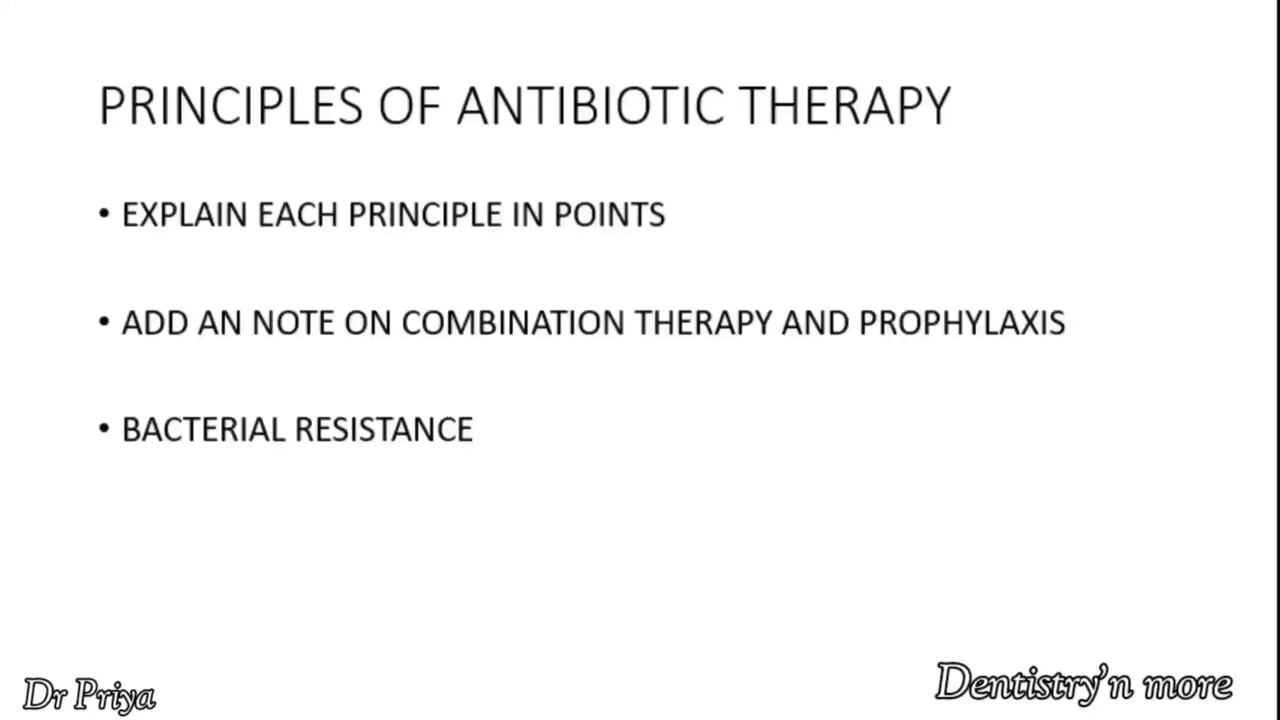 PRINCIPLES OF ANTIBIOTIC THERAPY
• EXPLAIN EACH PRINCIPLE IN POINTS
• ADD AN NOTE ON COMBINATION THERAPY AND PROPHYLAXIS
• BACTERIAL RESISTANCE
Dr Priya
Dentistry'n more